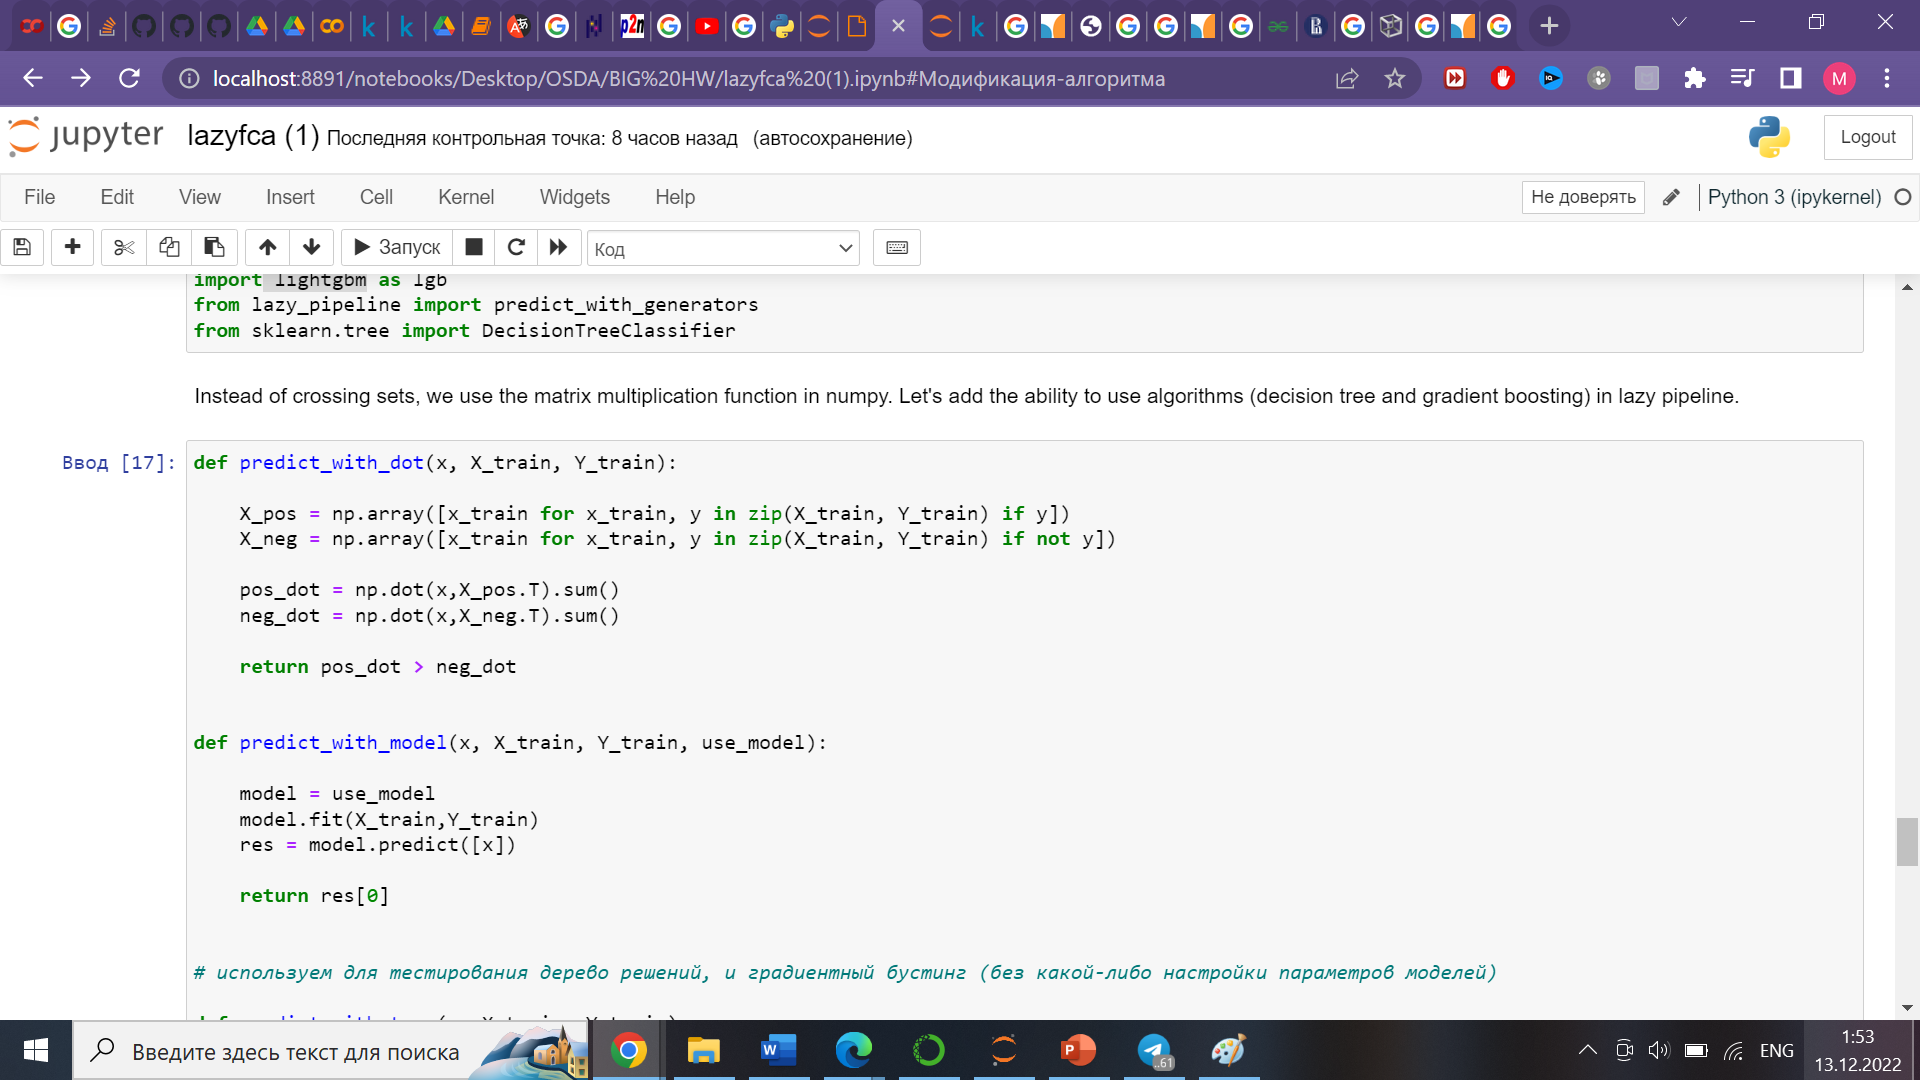 localhost:8891/notebooks/Desktop/OSDA/BIG%20HW/lazyfca%20(1).ipynb#Модификация-алгоритма
M
jupyter lazyfca (1) Последняя контрольная точка: 8 часов назад (автосохранение)
Logout
File Edit View Insert Cell Kernel Widgets Help
Не доверять
Python 3 (ipykernel)
Запуск
Код
import lightgbm as lgb
from lazy_pipeline import predict_with_generators
from sklearn.tree import DecisionTreeClassifier
Instead of crossing sets, we use the matrix multiplication function in numpy. Let's add the ability to use algorithms (decision tree and gradient boosting) in lazy pipeline.
Ввод [17]:
def predict_with_dot(x, X_train, Y_train):
X_pos = np.array([x_train for x_train, y in zip(X_train, Y_train) if y])
X_neg = np.array([x_train for x_train, y in zip(X_train, Y_train) if not y])
pos_dot = np.dot(x,X_pos.T).sum()
neg_dot = np.dot(x,X_neg.T).sum()
return pos_dot > neg_dot
def predict_with_model(x, X_train, Y_train, use_model):
model = use_model
model.fit(X_train,Y_train)
res = model.predict([x])
return res[0]
# используем для тестирования дерево решений, и градиентный бустинг (без какой-либо настройки параметров моделей)
Введите здесь текст для поиска
ENG
1:53
13.12.2022